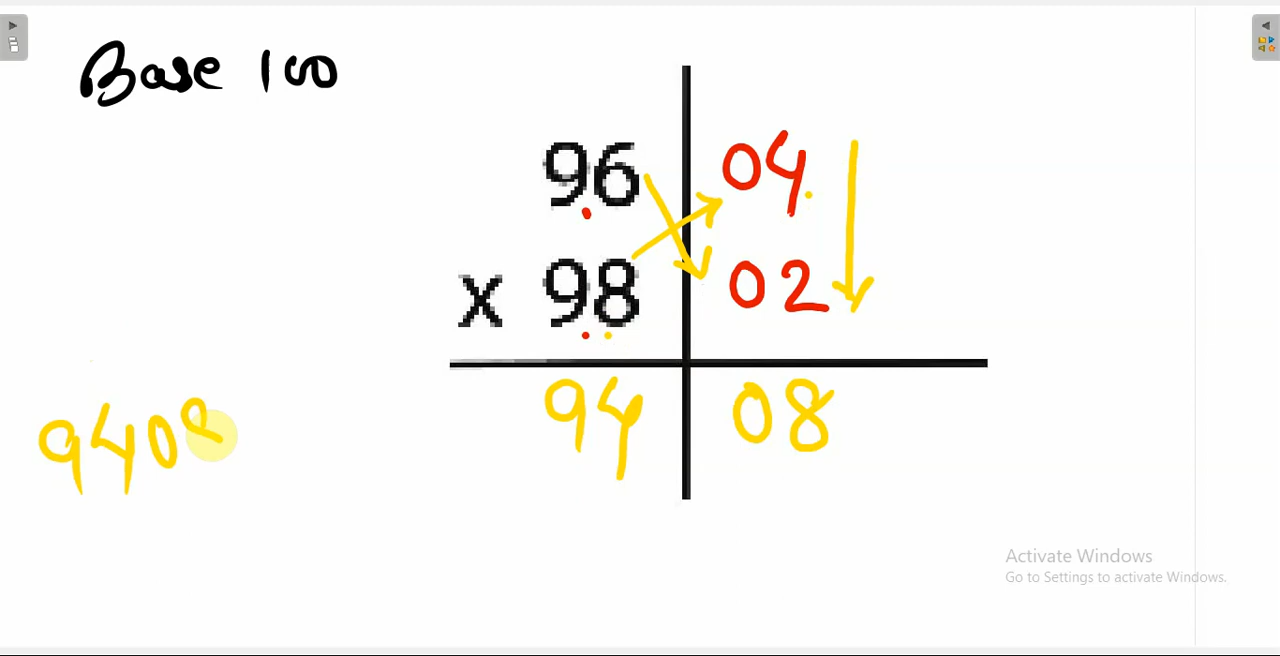 Base 100
96 04
x 98 02
94 08
9408
Activate Windows
Go to Settings to activate Windows.